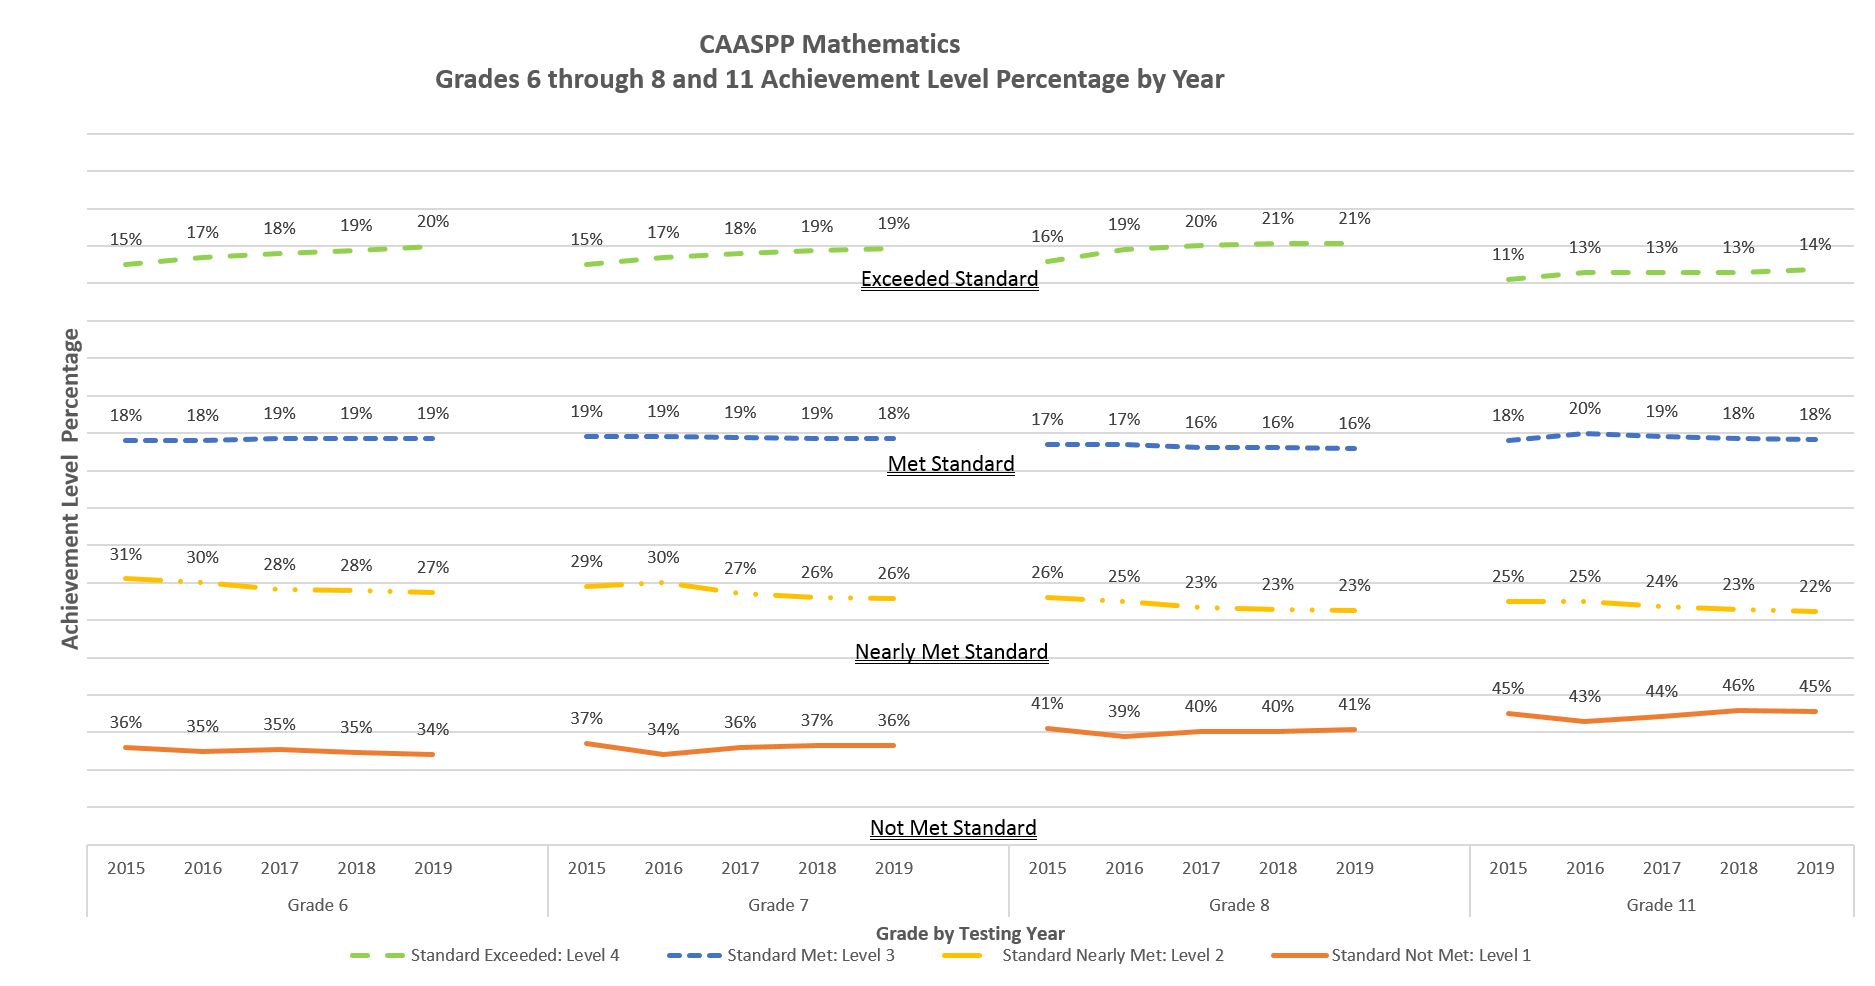 CAASPP Mathematics
Grades 6 through 8 and 11 Achievement Level Percentage by Year
Achievement Level Percentage
15% 17% 18% 19% 20% 15% 17% 18% 19% 19% 16% 19% 20% 21% 21% 11% 13% 13% 13% 14%
Exceeded Standard
18% 18% 19% 19% 19% 19% 19% 19% 19% 18% 17% 17% 16% 16% 16% 18% 20% 19% 18% 18%
Met Standard
31% 30% 28% 28% 27% 29% 30% 27% 26% 26% 26% 25% 23% 23% 23% 25% 25% 24% 23% 22%
Nearly Met Standard
36% 35% 35% 35% 34% 37% 34% 36% 37% 36% 41% 39% 40% 40% 41% 45% 43% 44% 46% 45%
Not Met Standard
2015 2016 2017 2018 2019 2015 2016 2017 2018 2019 2015 2016 2017 2018 2019 2015 2016 2017 2018 2019
Grade 6 Grade 7 Grade 8 Grade 11
Grade by Testing Year
Standard Exceeded: Level 4 Standard Met: Level 3 Standard Nearly Met: Level 2 Standard Not Met: Level 1